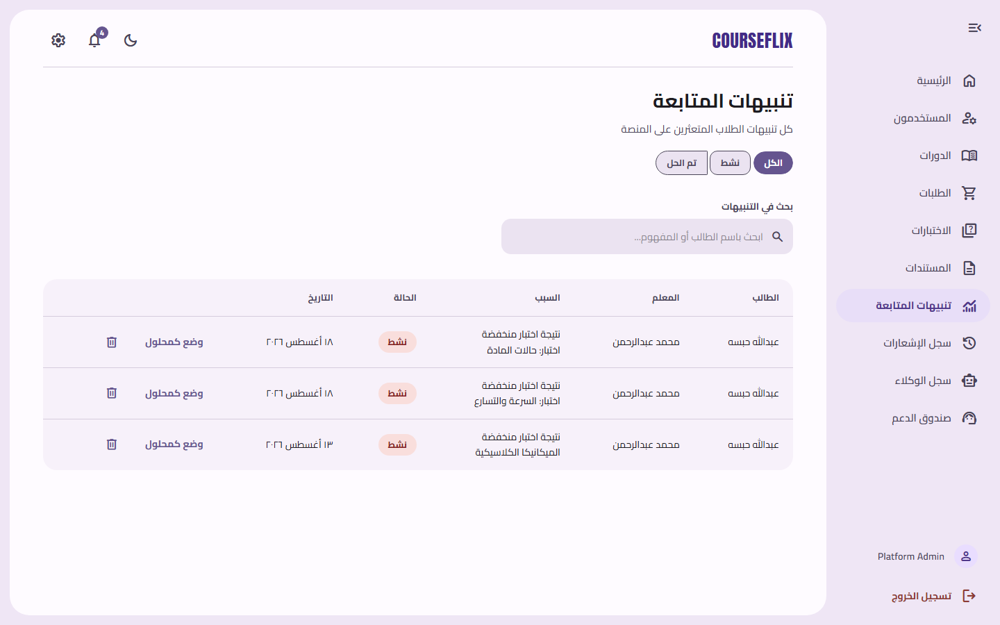 COURSEFLIX
4
الرئيسية
المستخدمون
الدورات
الطلبات
الاختبارات
المستندات
تنبيهات المتابعة
سجل الإشعارات
سجل الوكلاء
صندوق الدعم
Platform Admin
تسجيل الخروج
تنبيهات المتابعة
كل تنبيهات الطلاب المتعثرين على المنصة
الكل نشط تم الحل
بحث في التنبيهات
ابحث باسم الطالب أو المفهوم...
الطالب المعلم السبب الحالة التاريخ
عبدالله حبسه محمد عبدالرحمن نتيجة اختبار منخفضة نشط ١٨ أغسطس ٢٠٢٦ وضع كمحلول
اختبار: حالات المادة
عبدالله حبسه محمد عبدالرحمن نتيجة اختبار منخفضة نشط ١٨ أغسطس ٢٠٢٦ وضع كمحلول
اختبار: السرعة والتسارع
عبدالله حبسه محمد عبدالرحمن نتيجة اختبار منخفضة نشط ١٣ أغسطس ٢٠٢٦ وضع كمحلول
الميكانيكا الكلاسيكية